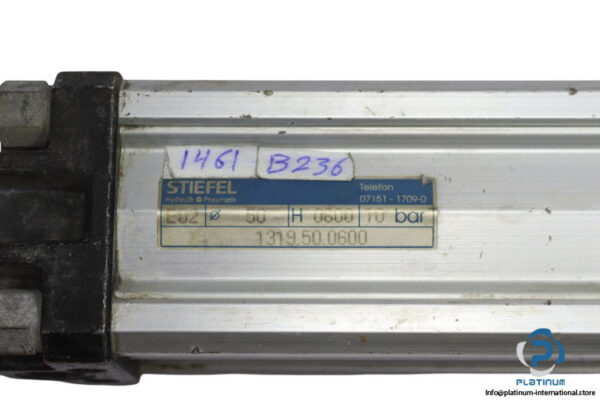 1461 B236
STIEFEL Telefon
Hydraulik Pneumatik 07151 - 1709-0
E02 ø 50 H 0600 10 bar
1319.50.0600
PLATINUM
Info@platinum-international.store